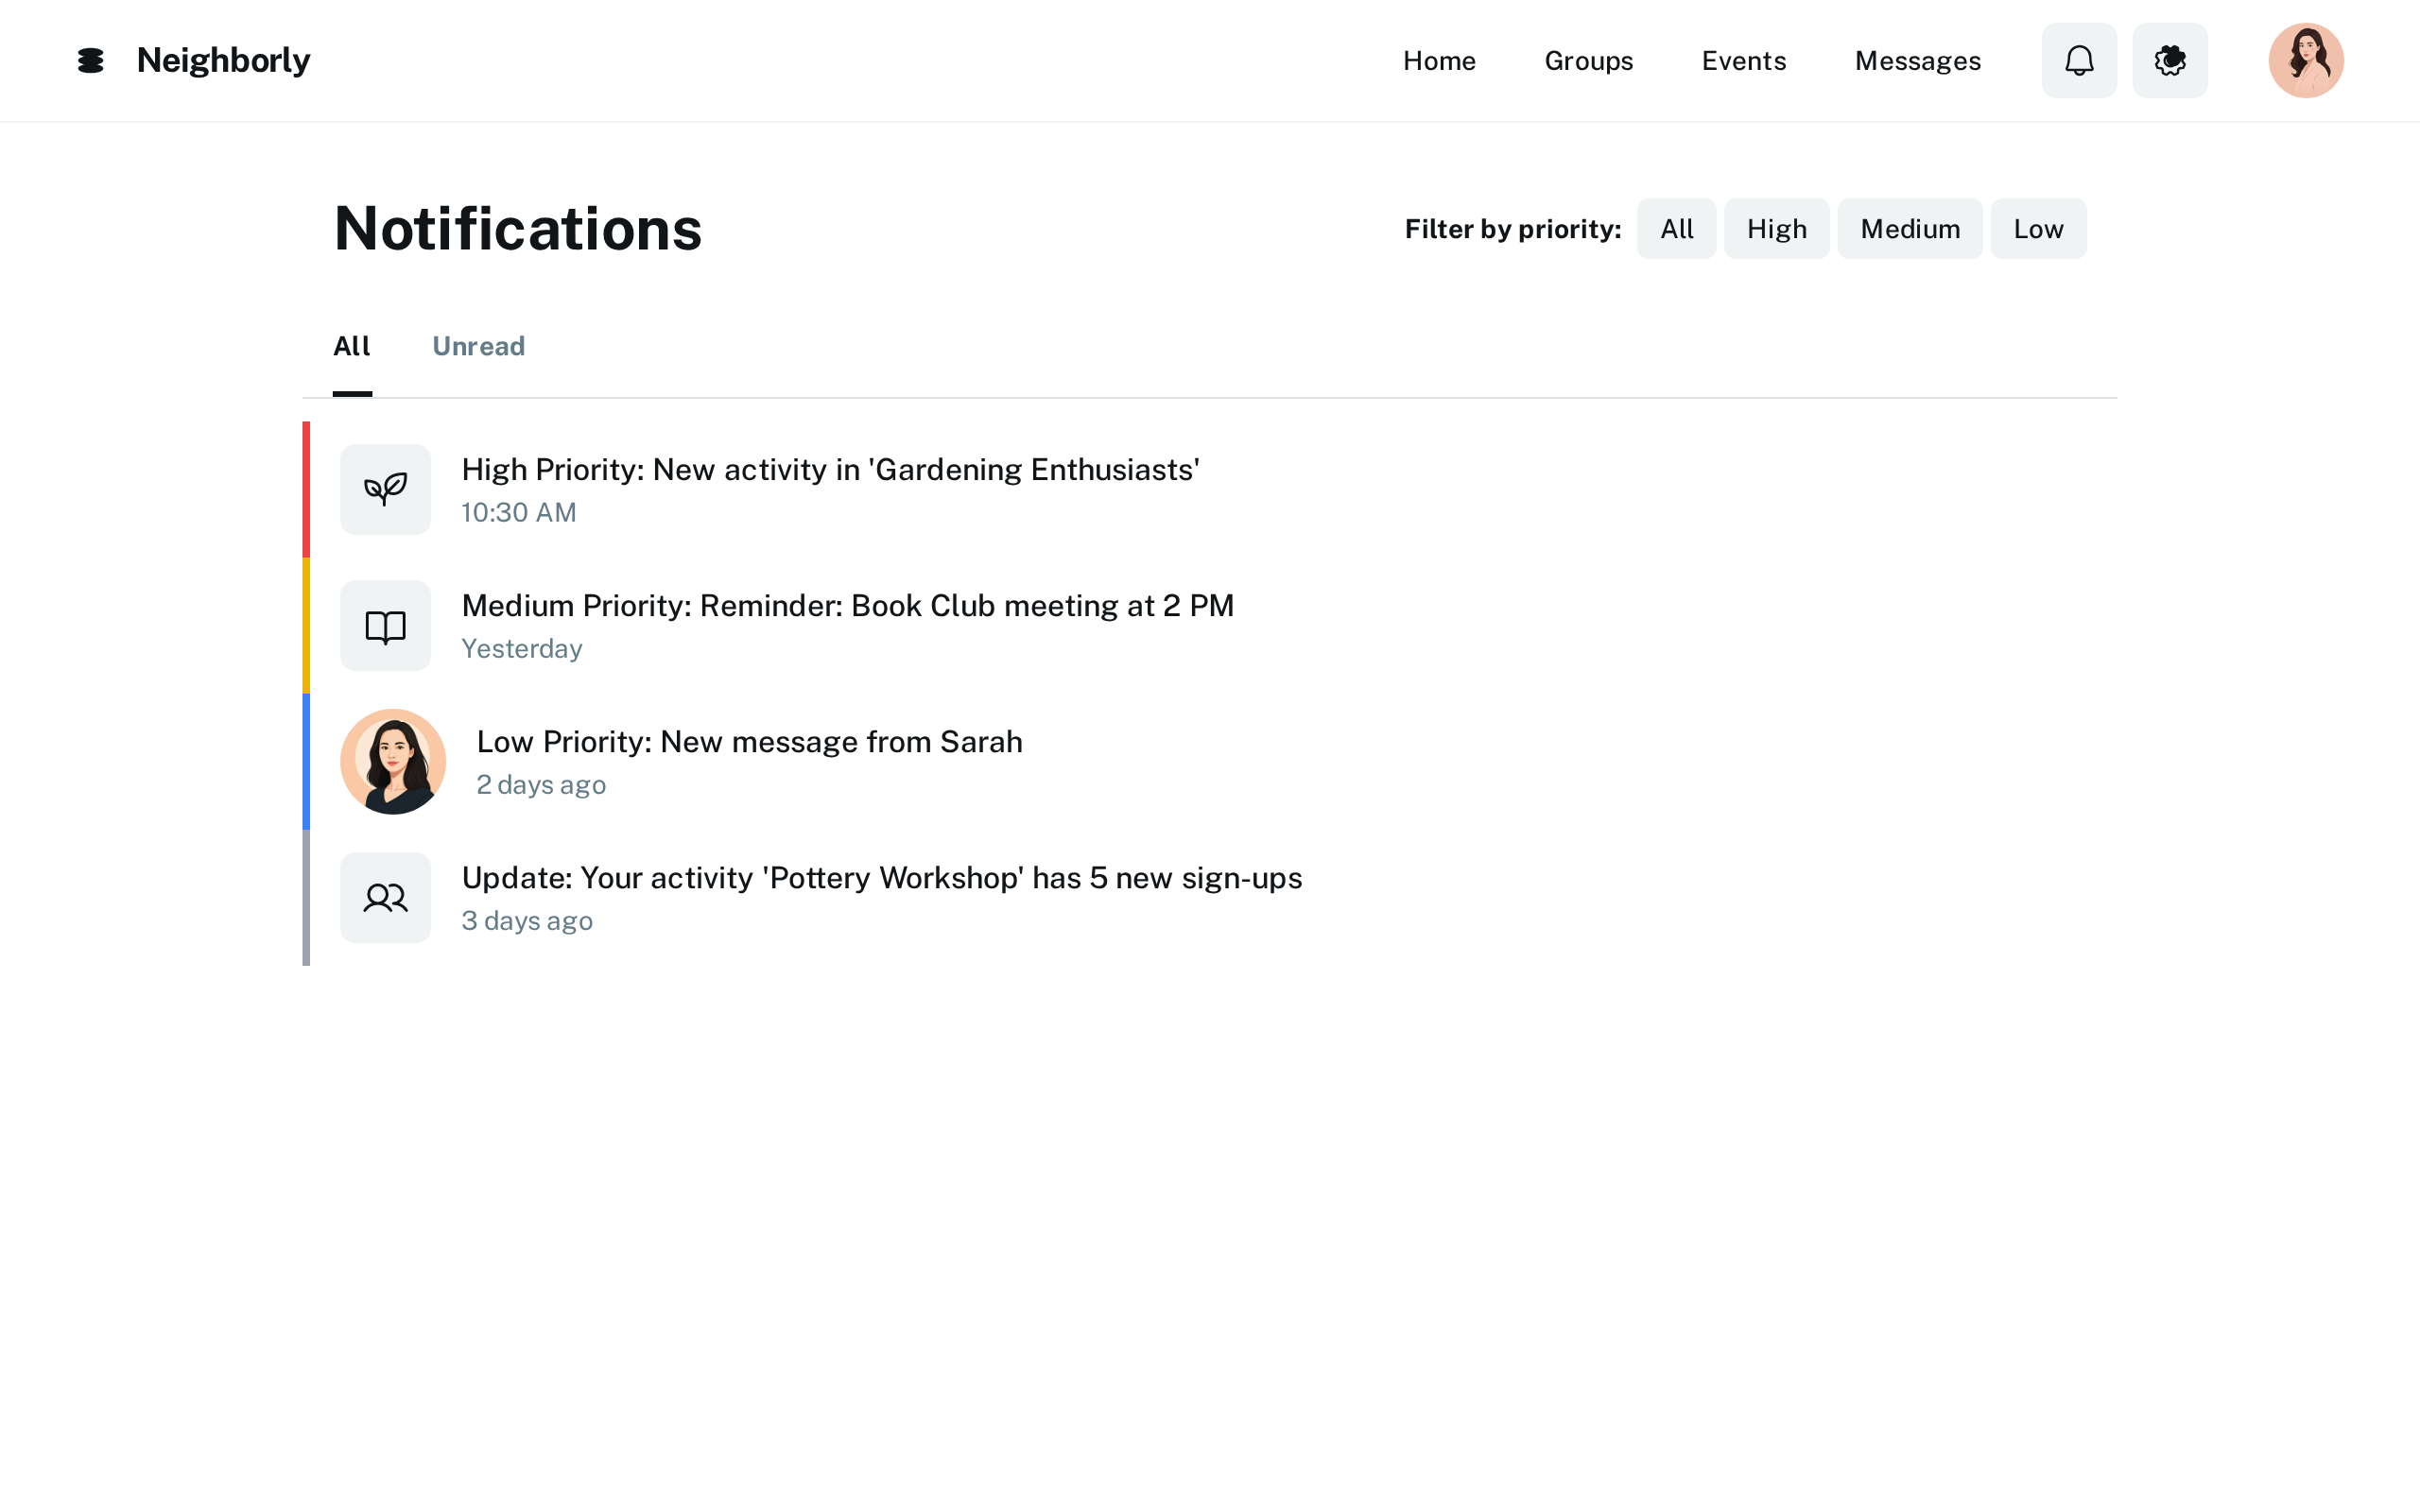 Neighborly
Home
Groups
Events
Messages
Notifications
Filter by priority:
All
High
Medium
Low
All
Unread
High Priority: New activity in 'Gardening Enthusiasts'
10:30 AM
Medium Priority: Reminder: Book Club meeting at 2 PM
Yesterday
Low Priority: New message from Sarah
2 days ago
Update: Your activity 'Pottery Workshop' has 5 new sign-ups
3 days ago